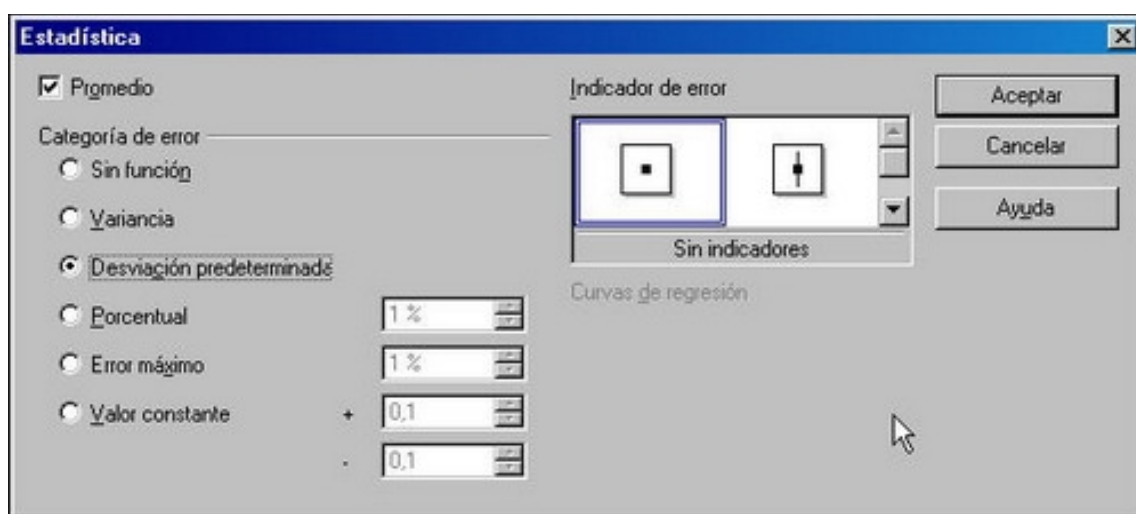 Estadística
Promedio
Categoría de error
Sin función
Variancia
Desviación predeterminada
Porcentual
1 %
Error máximo
1 %
Valor constante
+
0,1
-
0,1
Indicador de error
Sin indicadores
Curvas de regresión
Aceptar
Cancelar
Ayuda